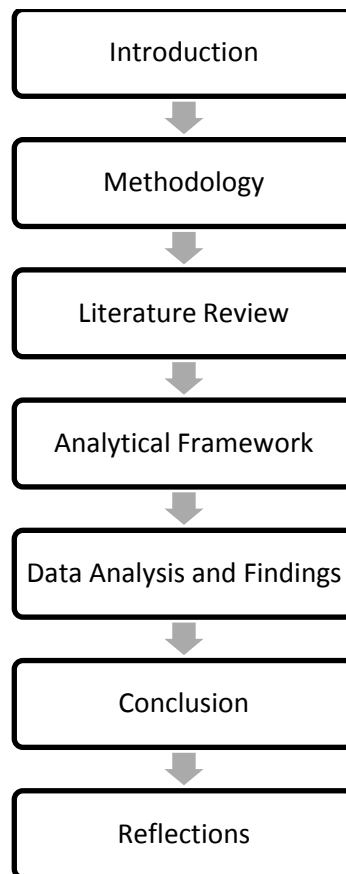 Introduction
Methodology
Literature Review
Analytical Framework
Data Analysis and Findings
Conclusion
Reflections